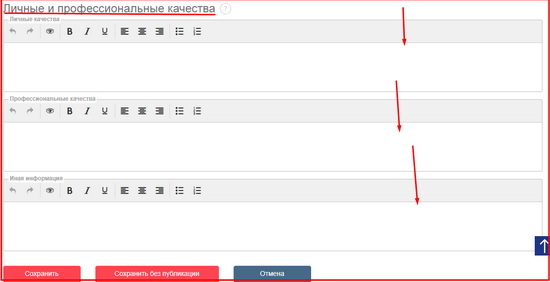 Личные и профессиональные качества ?
Личные качества
B I U
Профессиональные качества
B I U
Иная информация
B I U
Сохранить Сохранить без публикации Отмена